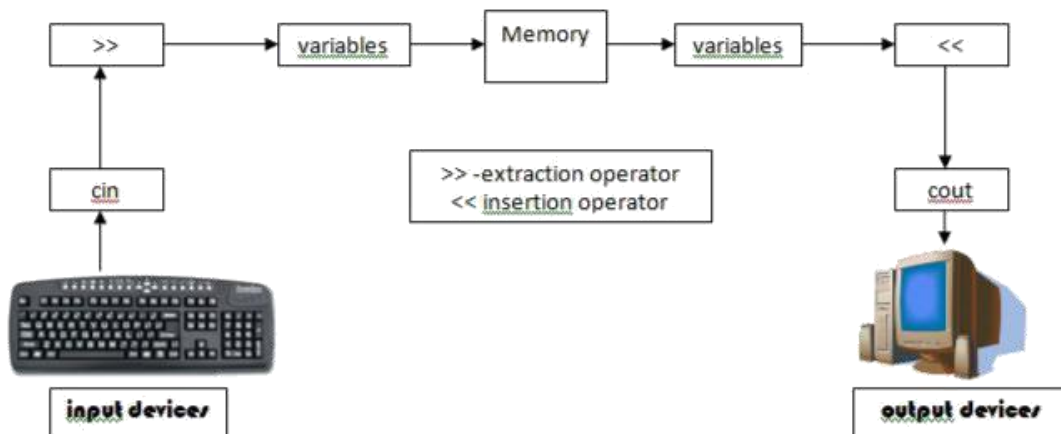 >>
variables
Memory
variables
<<
cin
>> -extraction operator
<< insertion operator
cout
input devices
output devices